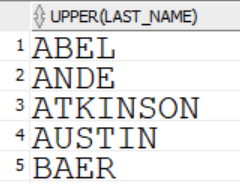 UPPER(LAST_NAME)
1 ABEL
2 ANDE
3 ATKINSON
4 AUSTIN
5 BAER